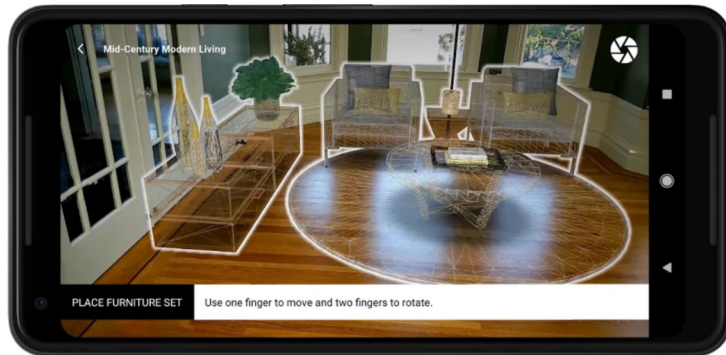 Mid-Century Modern Living
PLACE FURNITURE SET
Use one finger to move and two fingers to rotate.